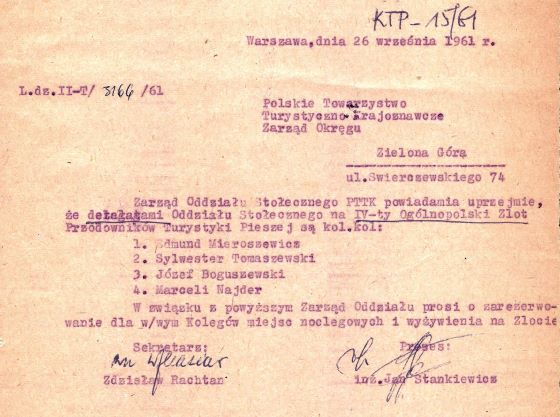 KTP-15/61
Warszawa,dnia 26 września 1961 r.
L.dz.II-T/ 3166 /61
Polskie Towarzystwo
Turystyczno-Krajoznawcze
Zarząd Okręgu
Zielona Góra
ul.Swierczewskiego 74
Zarząd Oddziału Stołecznego PTTK powiadamia uprzejmie,
że delegatami Oddziału Stołecznego na IV-ty Ogólnopolski Zlot
Przodowników Turystyki Pieszej są kol.kol:
1. Edmund Mieroszewicz
2. Sylwester Tomaszewski
3. Józef Boguszewski
4. Marceli Najder
W związku z powyższym Zarząd Oddziału prosi o zarezerwo-
wanie dla w/wym Kolegów miejsc noclegowych i wyżywienia na Zlocie
Sekretarz:
Prezes:
Zdzisław Rachtan
inż.Jan Stankiewicz